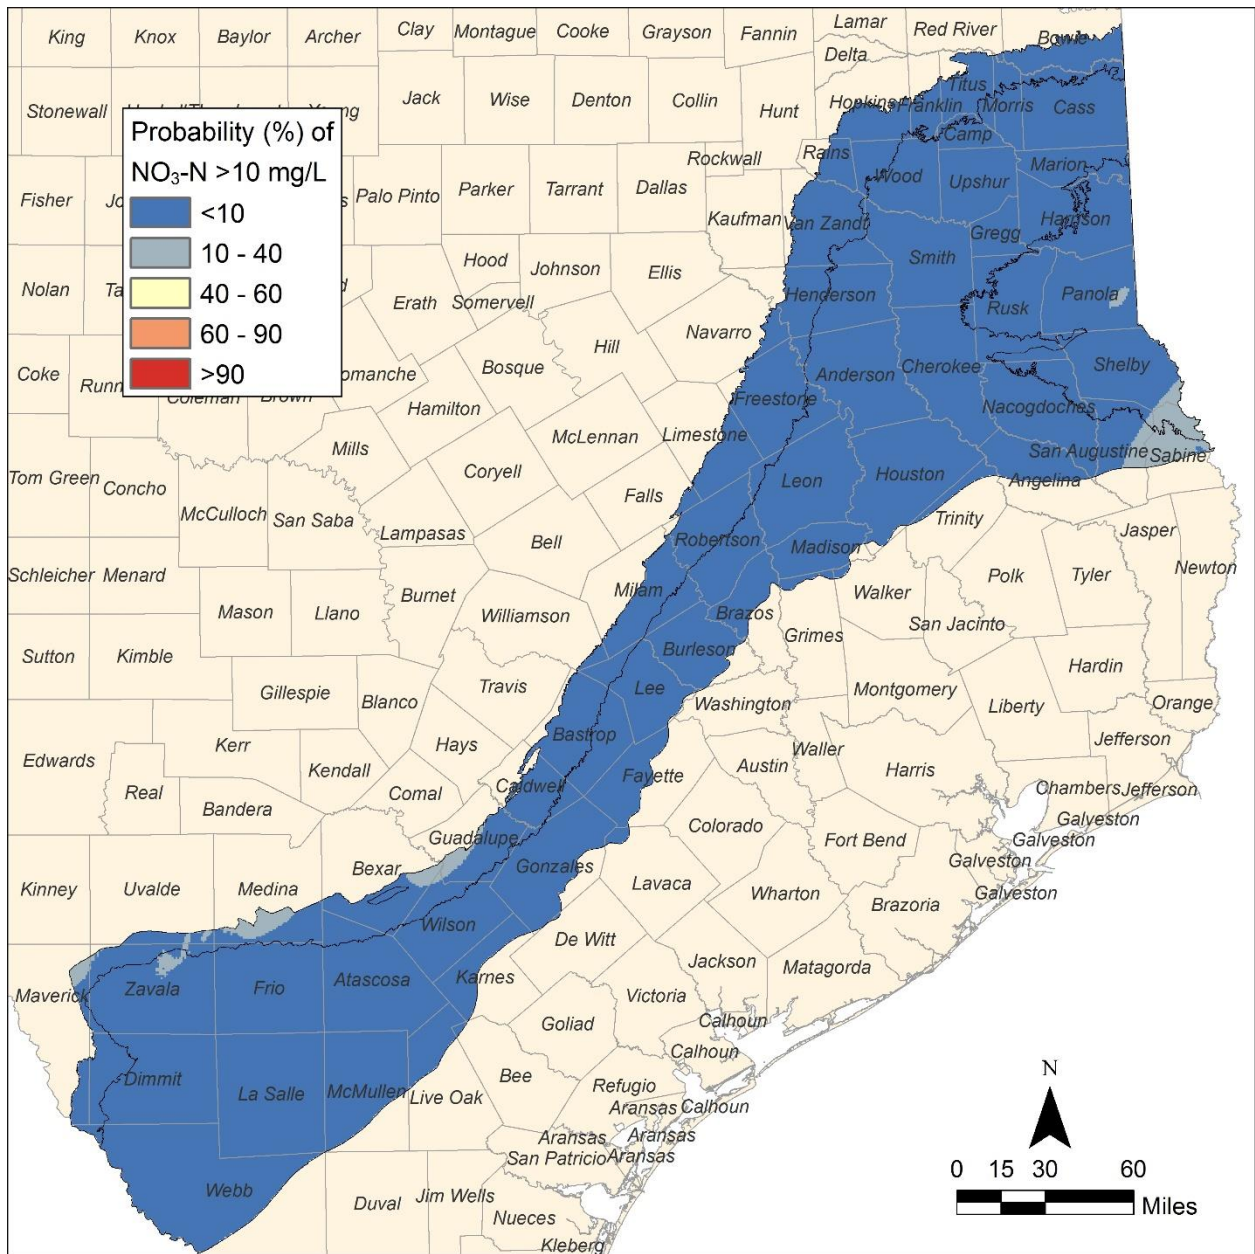 King Knox Baylor Archer Clay Montague Cooke Grayson Fannin Lamar Red River Bowie
Delta
Stonewall Jack Wise Denton Collin Hunt Hopkins Franklin Titus Morris Cass
Camp
Probability (%) of
NO₃-N >10 mg/L
<10
10 - 40
40 - 60
60 - 90
>90
Rockwall Rains Wood Upshur Marion
Fisher Palo Pinto Parker Tarrant Dallas Kaufman Van Zandt Gregg Harrison
Nolan Hood Johnson Ellis Smith
Erath Somervell Henderson Rusk Panola
Navarro
Hill
Coke Bosque Anderson Cherokee Shelby
Coleman Brown Comanche
Hamilton Freestone Nacogdoches
Mills McLennan Limestone San Augustine Sabine
Tom Green Concho Coryell Leon Houston Angelina
McCulloch San Saba Falls
Lampasas Trinity Jasper
Bell Robertson Madison
Schleicher Menard Polk Tyler Newton
Mason Llano Burnet Williamson Milam Brazos Walker
San Jacinto
Grimes
Sutton Kimble Burleson Hardin
Gillespie Blanco Travis Lee Montgomery
Washington Liberty Orange
Edwards Kerr Hays Bastrop Waller Jefferson
Kendall Fayette Austin Harris
Real Bandera Comal Caldwell Chambers Jefferson
Galveston
Guadalupe Colorado Fort Bend Galveston
Bexar Gonzales Galveston
Kinney Uvalde Medina Lavaca Wharton Brazoria Galveston
Wilson De Witt
Maverick Zavala Frio Atascosa Karnes Jackson Matagorda
Victoria
Goliad Calhoun
Dimmit La Salle McMullen Live Oak Bee Calhoun
Refugio
Aransas Calhoun
Aransas Aransas
San Patricio Aransas
Webb Duval Jim Wells
Nueces
Kleberg
N
0 15 30 60
Miles